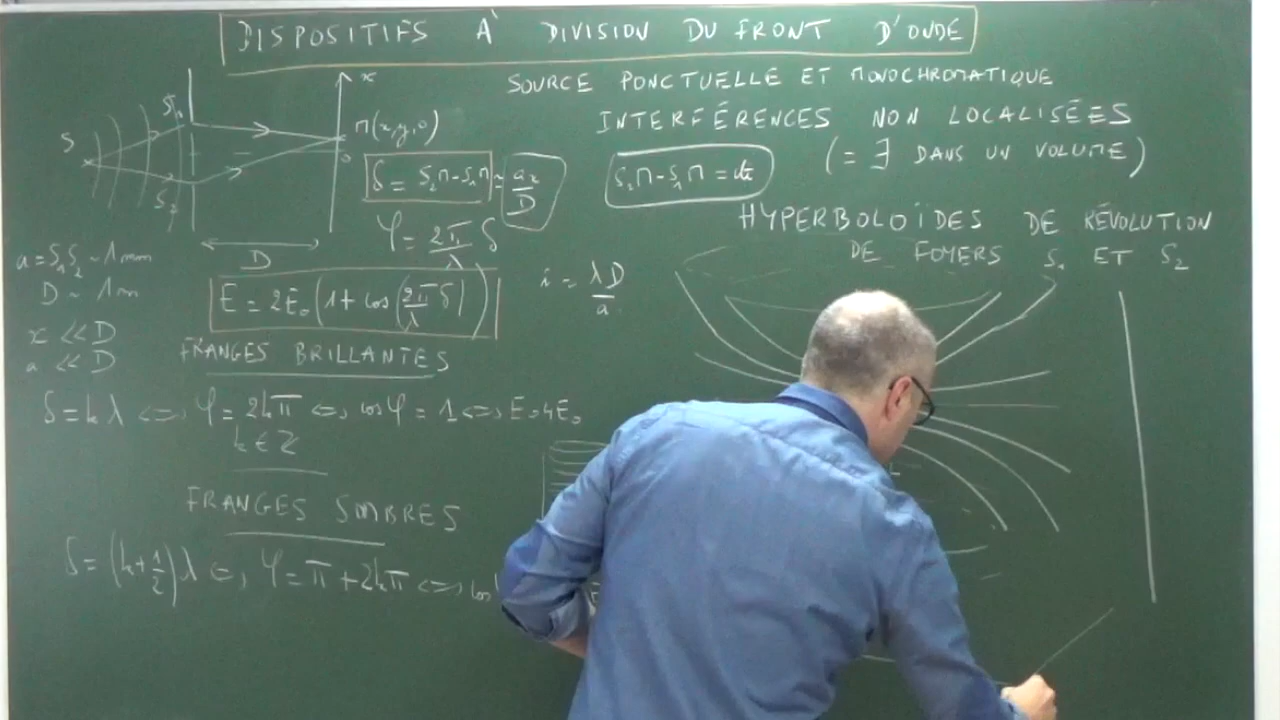 DISPOSITIFS À DIVISION DU FRONT D'ONDE
SOURCE PONCTUELLE ET MONOCHROMATIQUE
INTERFÉRENCES NON LOCALISÉES
(= ∃ DANS UN VOLUME)
S₂M-S₁M = cte
HYPERBOLOÏDES DE RÉVOLUTION
DE FOYERS S₁ ET S₂
S
S₁
S₂
x
M(x,y,0)
0
D
δ = S₂M-S₁M ≈ ax/D
φ = 2π/λ δ
a = S₁S₂ ~ 1mm
D ~ 1m
x << D
a << D
E = 2E₀(1 + cos(2π/λ δ))
i = λD/a
FRANGES BRILLANTES
δ = kλ ⇔ φ = 2kπ ⇔ cos φ = 1 ⇔ E = 4E₀
k ∈ Z
FRANGES SOMBRES
δ = (k+1/2)λ ⇔ φ = π + 2kπ ⇔ cos